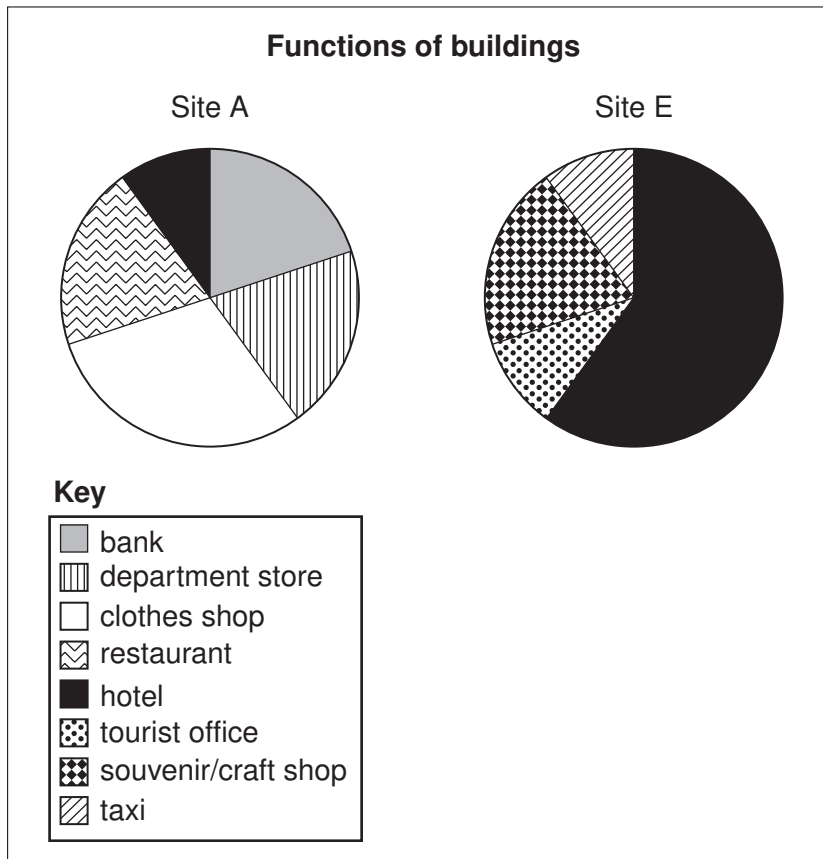 Functions of buildings
Site A
Site E
Key
bank
department store
clothes shop
restaurant
hotel
tourist office
souvenir/craft shop
taxi